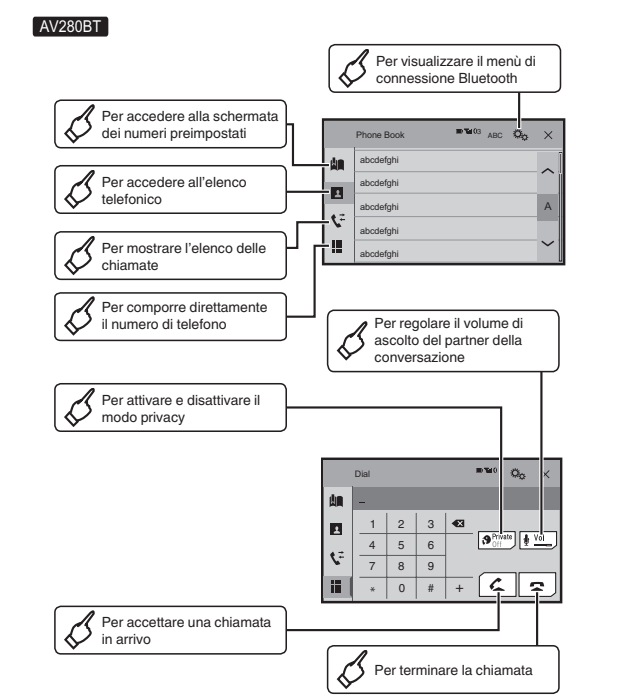 AV280BT
Per visualizzare il menù di
connessione Bluetooth
Per accedere alla schermata
dei numeri preimpostati
Per accedere all'elenco
telefonico
Per mostrare l'elenco delle
chiamate
Per comporre direttamente
il numero di telefono
Phone Book
ABC
abcdefghi
abcdefghi
abcdefghi
A
abcdefghi
abcdefghi
Per regolare il volume di
ascolto del partner della
conversazione
Per attivare e disattivare il
modo privacy
Dial
–
1 2 3
4 5 6
7 8 9
* 0 # +
Private
Off
Vol
Per accettare una chiamata
in arrivo
Per terminare la chiamata